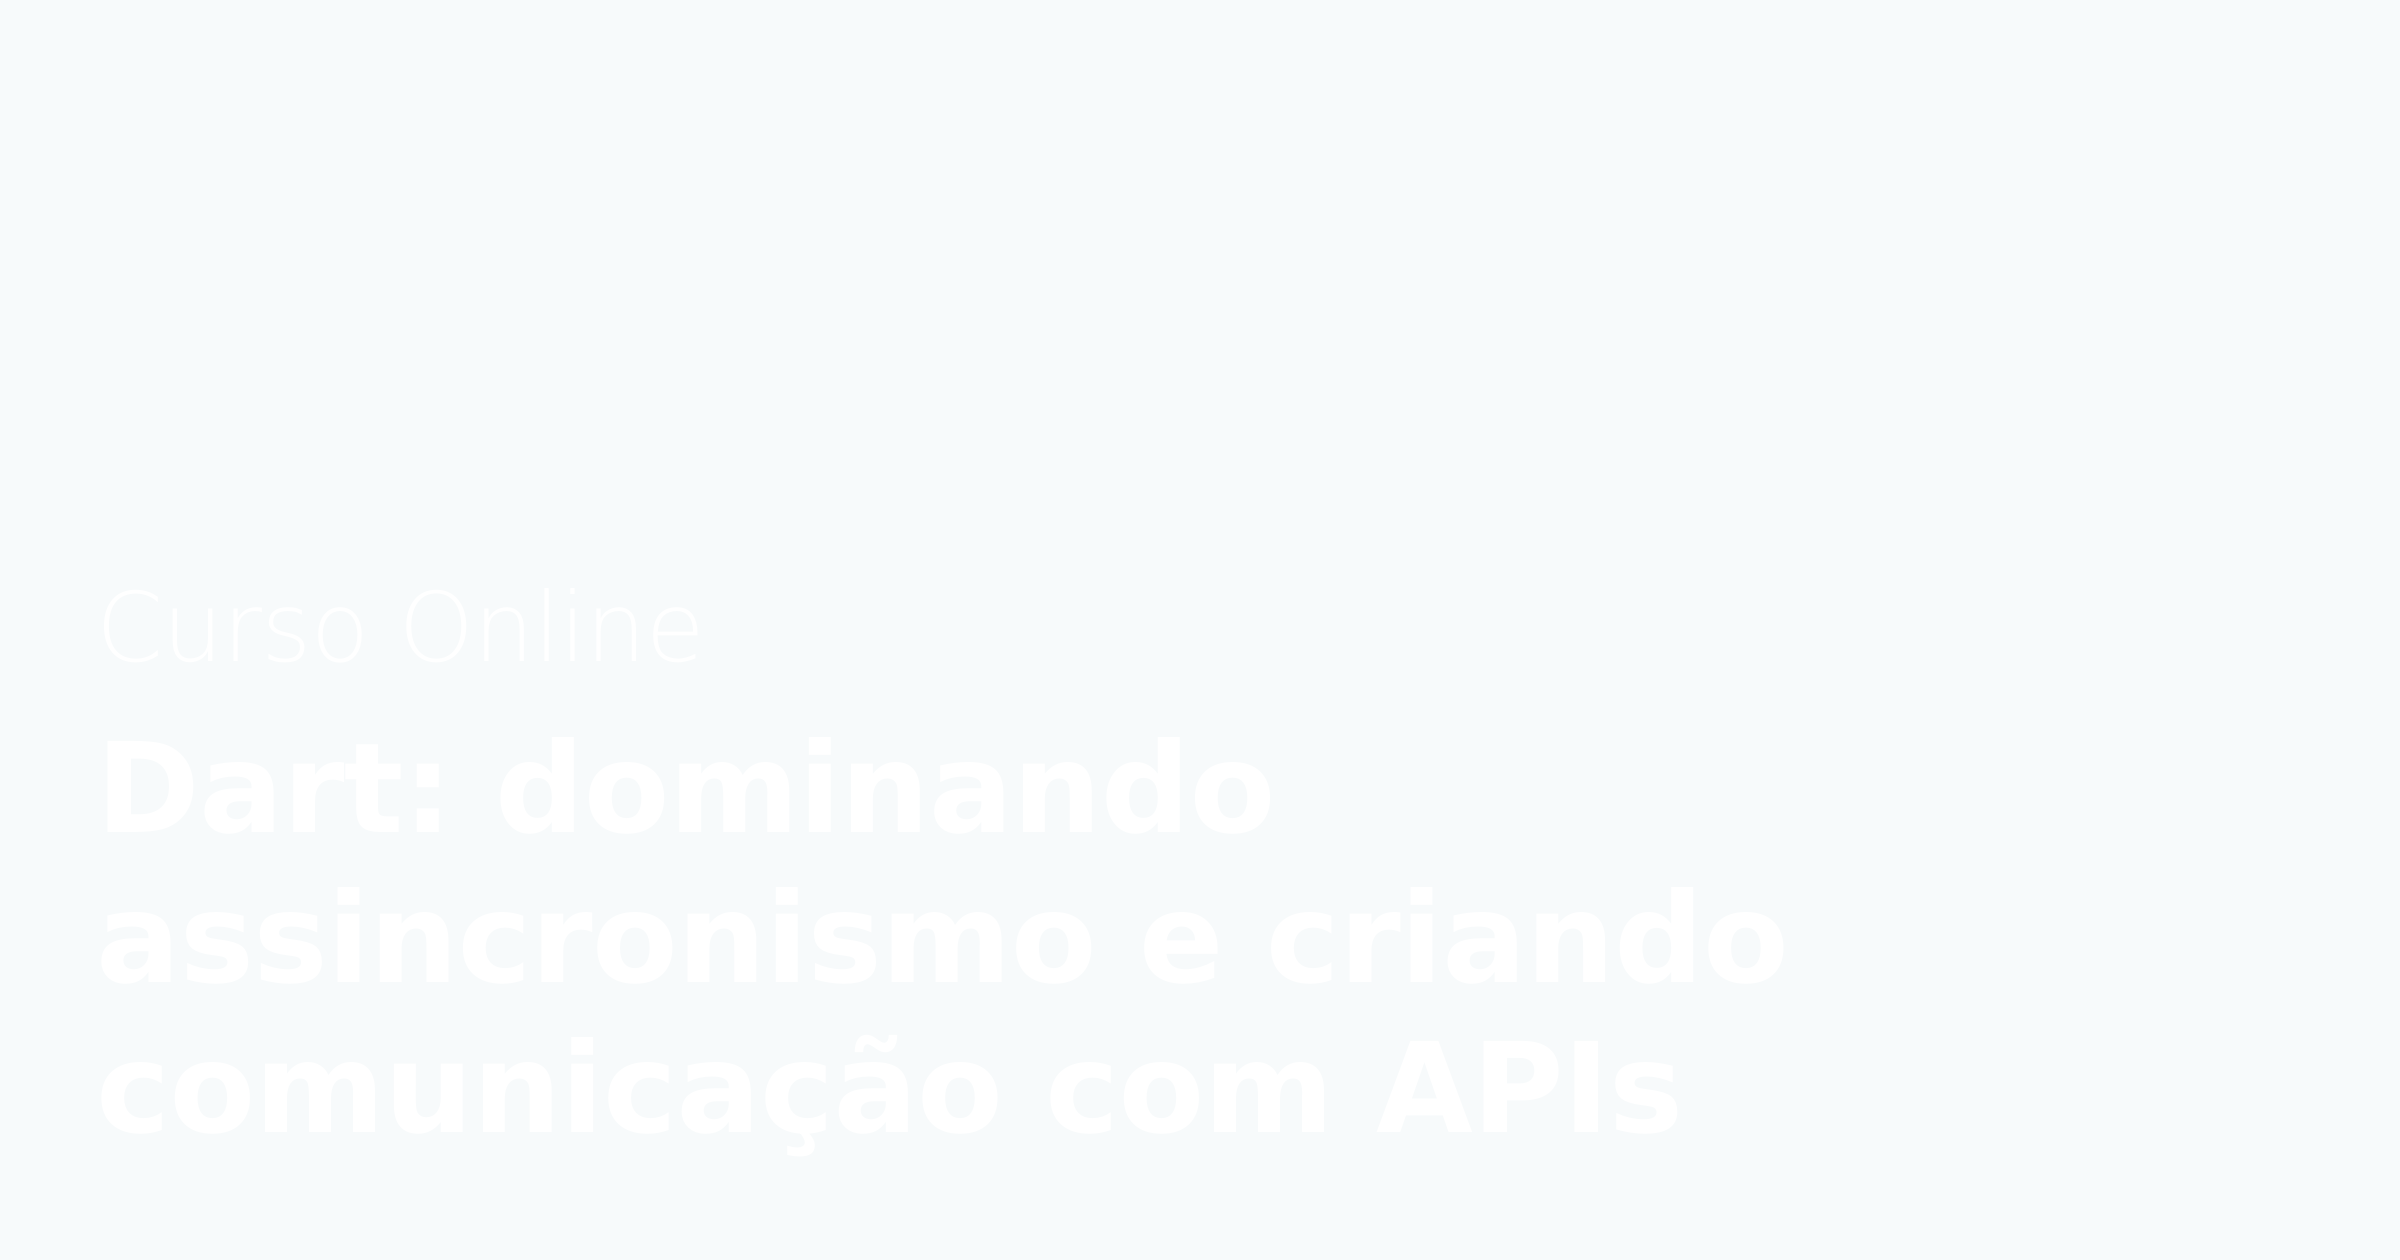 Curso Online
Dart: dominando
assincronismo e criando
comunicação com APIs